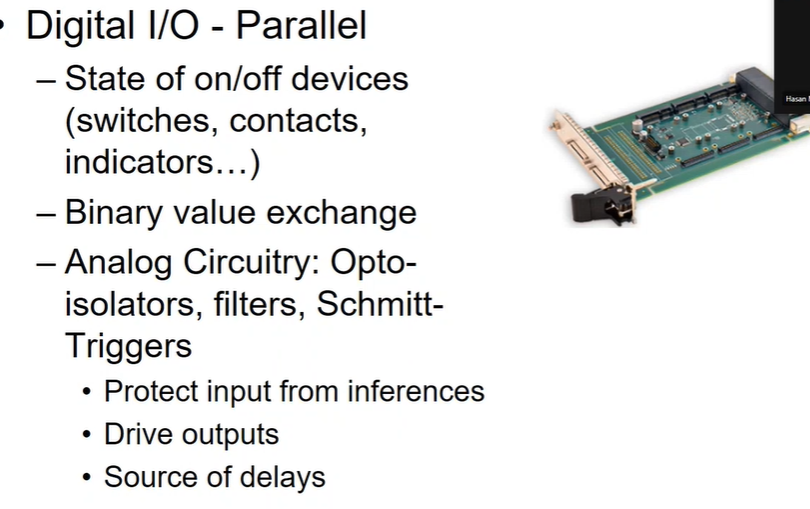 • Digital I/O - Parallel
– State of on/off devices
(switches, contacts,
indicators…)
– Binary value exchange
– Analog Circuitry: Opto-
isolators, filters, Schmitt-
Triggers
• Protect input from inferences
• Drive outputs
• Source of delays
Hasan